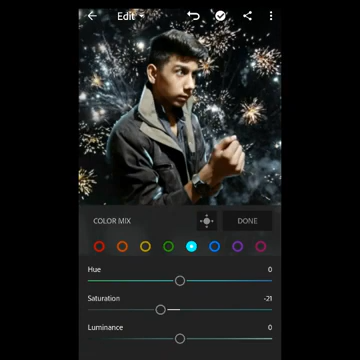 Edit
COLOR MIX
DONE
Hue 0
Saturation -21
Luminance 0